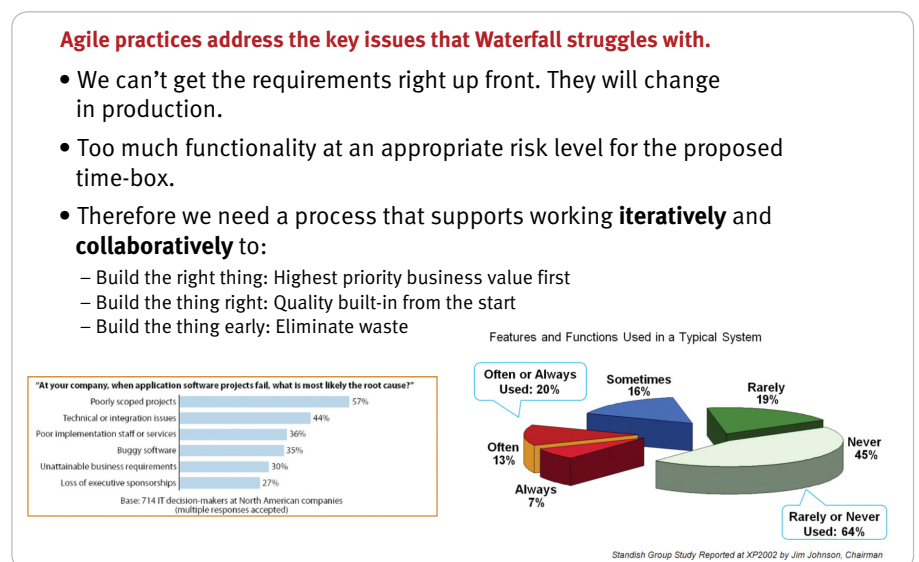 Agile practices address the key issues that Waterfall struggles with.
• We can’t get the requirements right up front. They will change
in production.
• Too much functionality at an appropriate risk level for the proposed
time-box.
• Therefore we need a process that supports working iteratively and
collaboratively to:
– Build the right thing: Highest priority business value first
– Build the thing right: Quality built-in from the start
– Build the thing early: Eliminate waste
"At your company, when application software projects fail, what is most likely the root cause?"
Poorly scoped projects 57%
Technical or integration issues 44%
Poor implementation staff or services 36%
Buggy software 35%
Unattainable business requirements 30%
Loss of executive sponsorships 27%
Base: 714 IT decision-makers at North American companies
(multiple responses accepted)
Features and Functions Used in a Typical System
Often or Always
Used: 20%
Sometimes
16%
Rarely
19%
Often
13%
Never
45%
Always
7%
Rarely or Never
Used: 64%
Standish Group Study Reported at XP2002 by Jim Johnson, Chairman